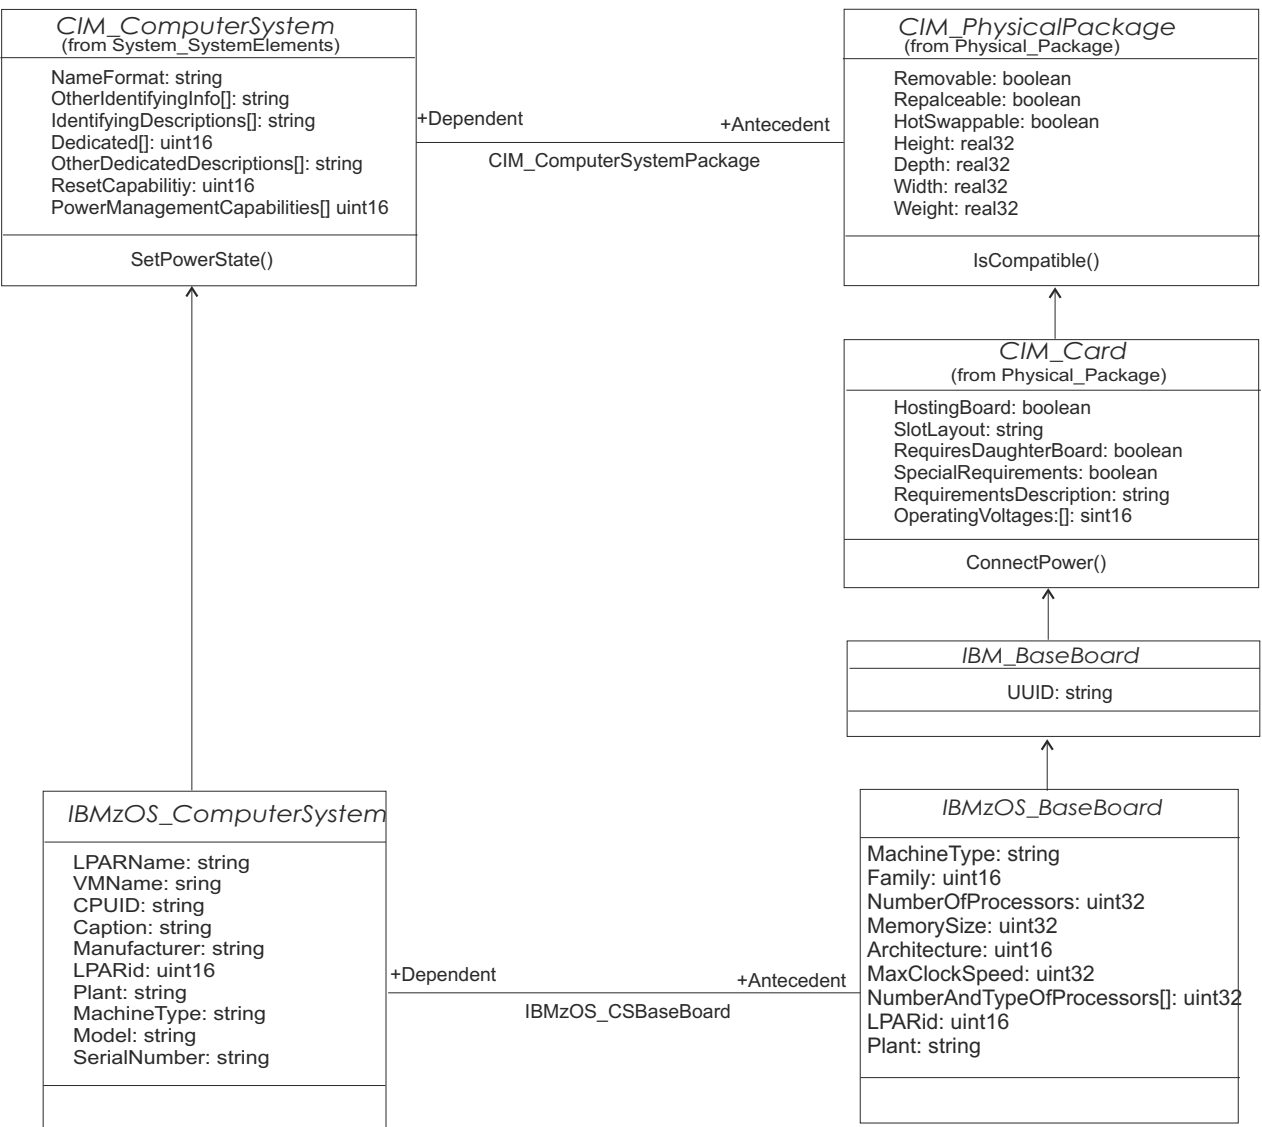 CIM_ComputerSystem
(from System_SystemElements)
NameFormat: string
OtherIdentifyingInfo[]: string
IdentifyingDescriptions[]: string
Dedicated[]: uint16
OtherDedicatedDescriptions[]: string
ResetCapabilitiy: uint16
PowerManagementCapabilities[] uint16
SetPowerState()
+Dependent
+Antecedent
CIM_ComputerSystemPackage
CIM_PhysicalPackage
(from Physical_Package)
Removable: boolean
Repalceable: boolean
HotSwappable: boolean
Height: real32
Depth: real32
Width: real32
Weight: real32
IsCompatible()
CIM_Card
(from Physical_Package)
HostingBoard: boolean
SlotLayout: string
RequiresDaughterBoard: boolean
SpecialRequirements: boolean
RequirementsDescription: string
OperatingVoltages:[]: sint16
ConnectPower()
IBM_BaseBoard
UUID: string
IBMzOS_ComputerSystem
LPARName: string
VMName: sring
CPUID: string
Caption: string
Manufacturer: string
LPARid: uint16
Plant: string
MachineType: string
Model: string
SerialNumber: string
+Dependent
+Antecedent
IBMzOS_CSBaseBoard
IBMzOS_BaseBoard
MachineType: string
Family: uint16
NumberOfProcessors: uint32
MemorySize: uint32
Architecture: uint16
MaxClockSpeed: uint32
NumberAndTypeOfProcessors[]: uint32
LPARid: uint16
Plant: string